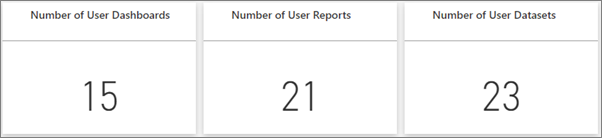 Number of User Dashboards
15
Number of User Reports
21
Number of User Datasets
23